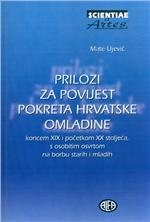 SCIENTIAE
Artes
Mate Ujević
PRILOZI
ZA POVIJEST
POKRETA HRVATSKE
OMLADINE
koncem XIX i početkom XX stoljeća,
s osobitim osvrtom
na borbu starih i mladih
ALFA